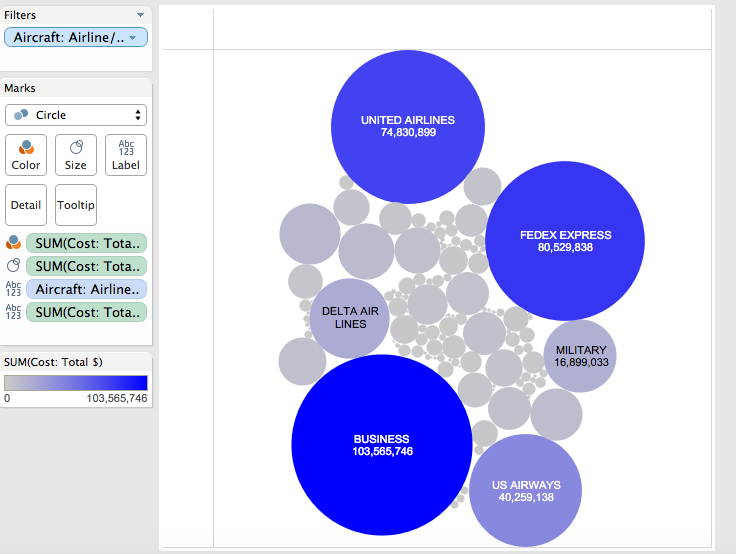 Filters
Aircraft: Airline/..
Marks
Circle
Color
Size
Abc
123
Label
Detail
Tooltip
SUM(Cost: Tota..
SUM(Cost: Tota..
Abc
123
Aircraft: Airline..
Abc
123
SUM(Cost: Tota..
SUM(Cost: Total $)
0
103,565,746
UNITED AIRLINES
74,830,899
FEDEX EXPRESS
80,529,838
DELTA AIR
LINES
MILITARY
16,899,033
BUSINESS
103,565,746
US AIRWAYS
40,259,138